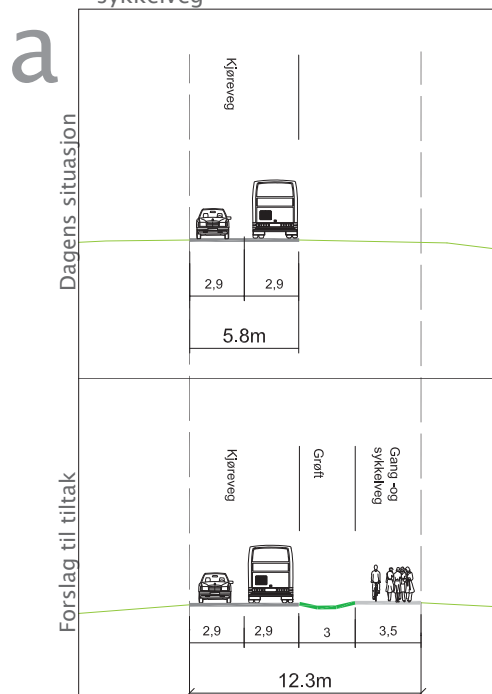 sykkelveg
a
Dagens situasjon
Kjøreveg
2,9
2,9
5.8m
Forslag til tiltak
Kjøreveg
Grøft
Gang -og
sykkelveg
2,9
2,9
3
3,5
12.3m